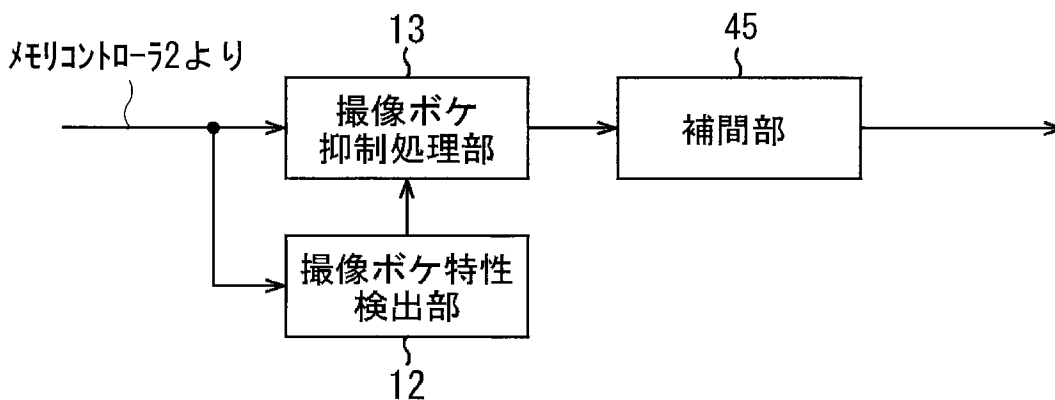 メモリコントローラ2より
13
撮像ボケ
抑制処理部
45
補間部
撮像ボケ特性
検出部
12